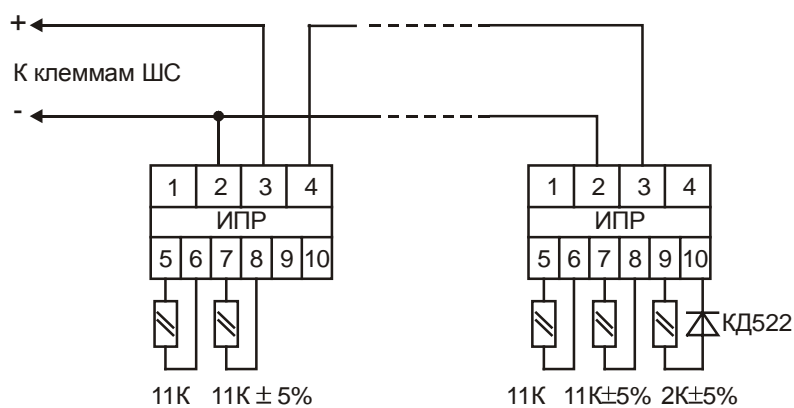 +
К клеммам ШС
-
1 2 3 4 1 2 3 4
ИПР ИПР
5 6 7 8 9 10 5 6 7 8 9 10
КД522
11К 11К ± 5% 11К 11К±5% 2К±5%